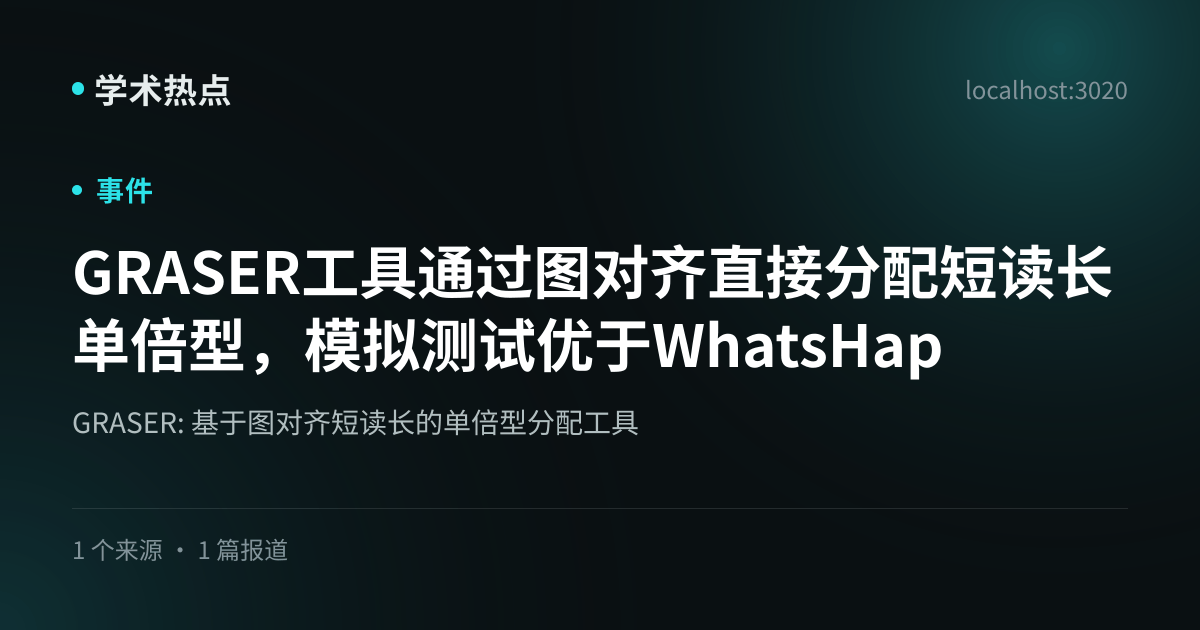 学术热点
localhost:3020
事件
GRASER工具通过图对齐直接分配短读长
单倍型，模拟测试优于WhatsHap
GRASER: 基于图对齐短读长的单倍型分配工具
1 个来源 · 1 篇报道